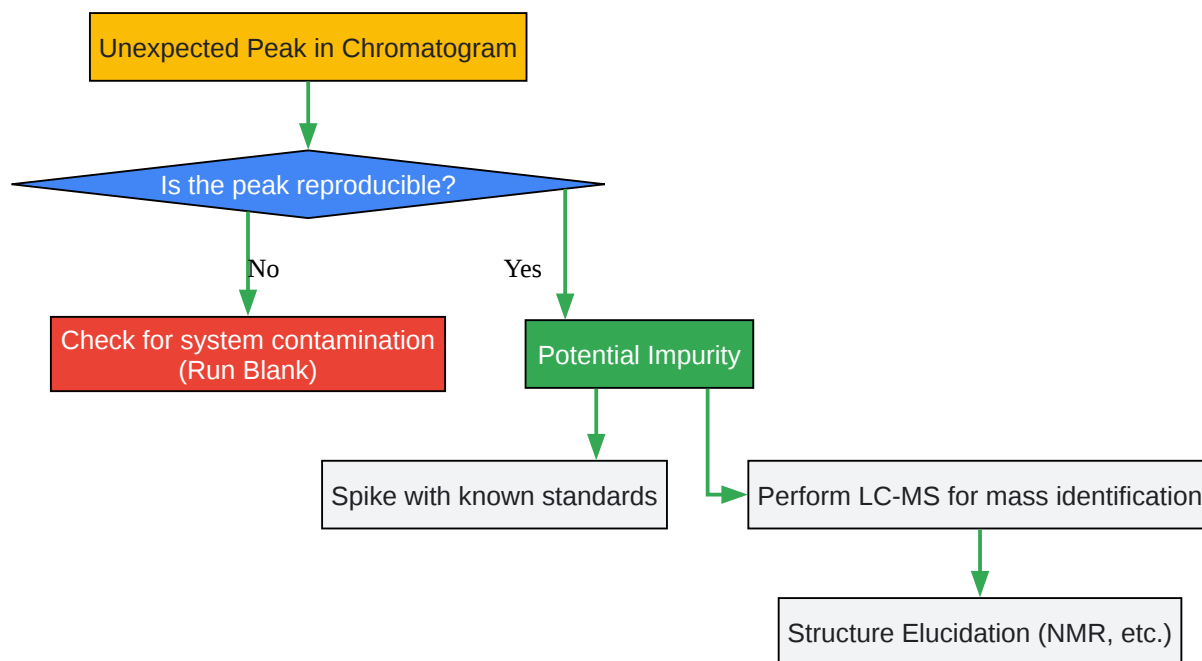 Unexpected Peak in Chromatogram
Is the peak reproducible?
No
Yes
Check for system contamination
(Run Blank)
Potential Impurity
Spike with known standards
Perform LC-MS for mass identification
Structure Elucidation (NMR, etc.)